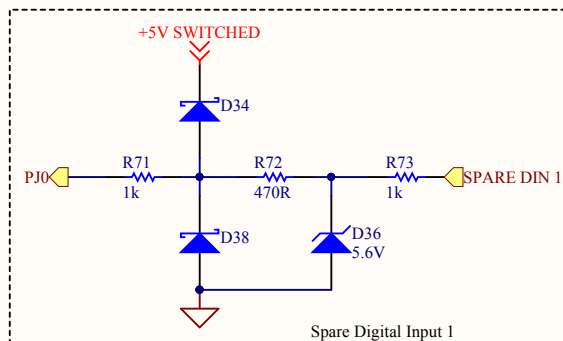 +5V SWITCHED
D34
R71
R72
R73
PJ0
SPARE DIN 1
1k
470R
1k
D38
D36
5.6V
Spare Digital Input 1